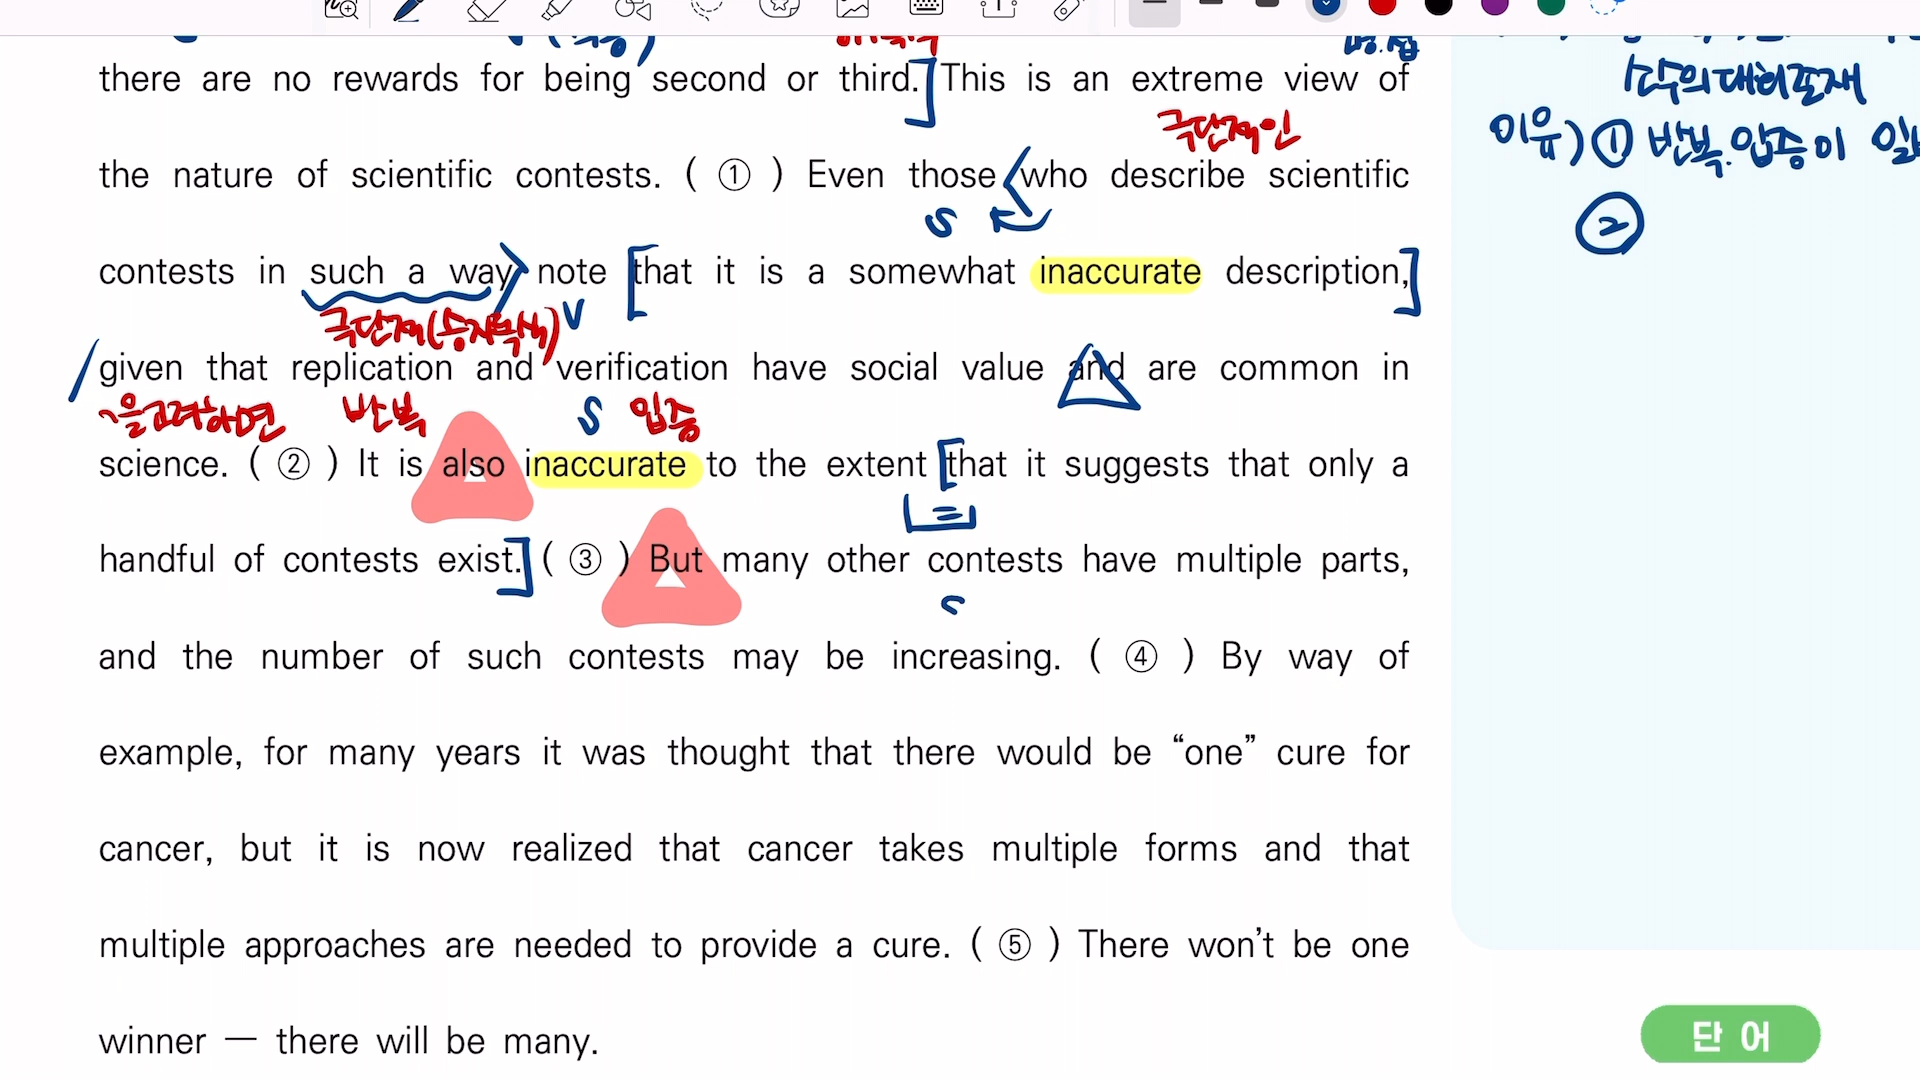 there are no rewards for being second or third. This is an extreme view of
극단적인
the nature of scientific contests. ( ① ) Even those who describe scientific
S
contests in such a way note that it is a somewhat inaccurate description,
극단적(승자독식) V
given that replication and verification have social value and are common in
~을고려하면 반복 S 입증
science. ( ② ) It is also inaccurate to the extent that it suggests that only a
handful of contests exist. ( ③ ) But many other contests have multiple parts,
and the number of such contests may be increasing. ( ④ ) By way of
example, for many years it was thought that there would be “one” cure for
cancer, but it is now realized that cancer takes multiple forms and that
multiple approaches are needed to provide a cure. ( ⑤ ) There won’t be one
winner — there will be many.
소수의대회존재
이유) ① 반복.입증이
②
단 어